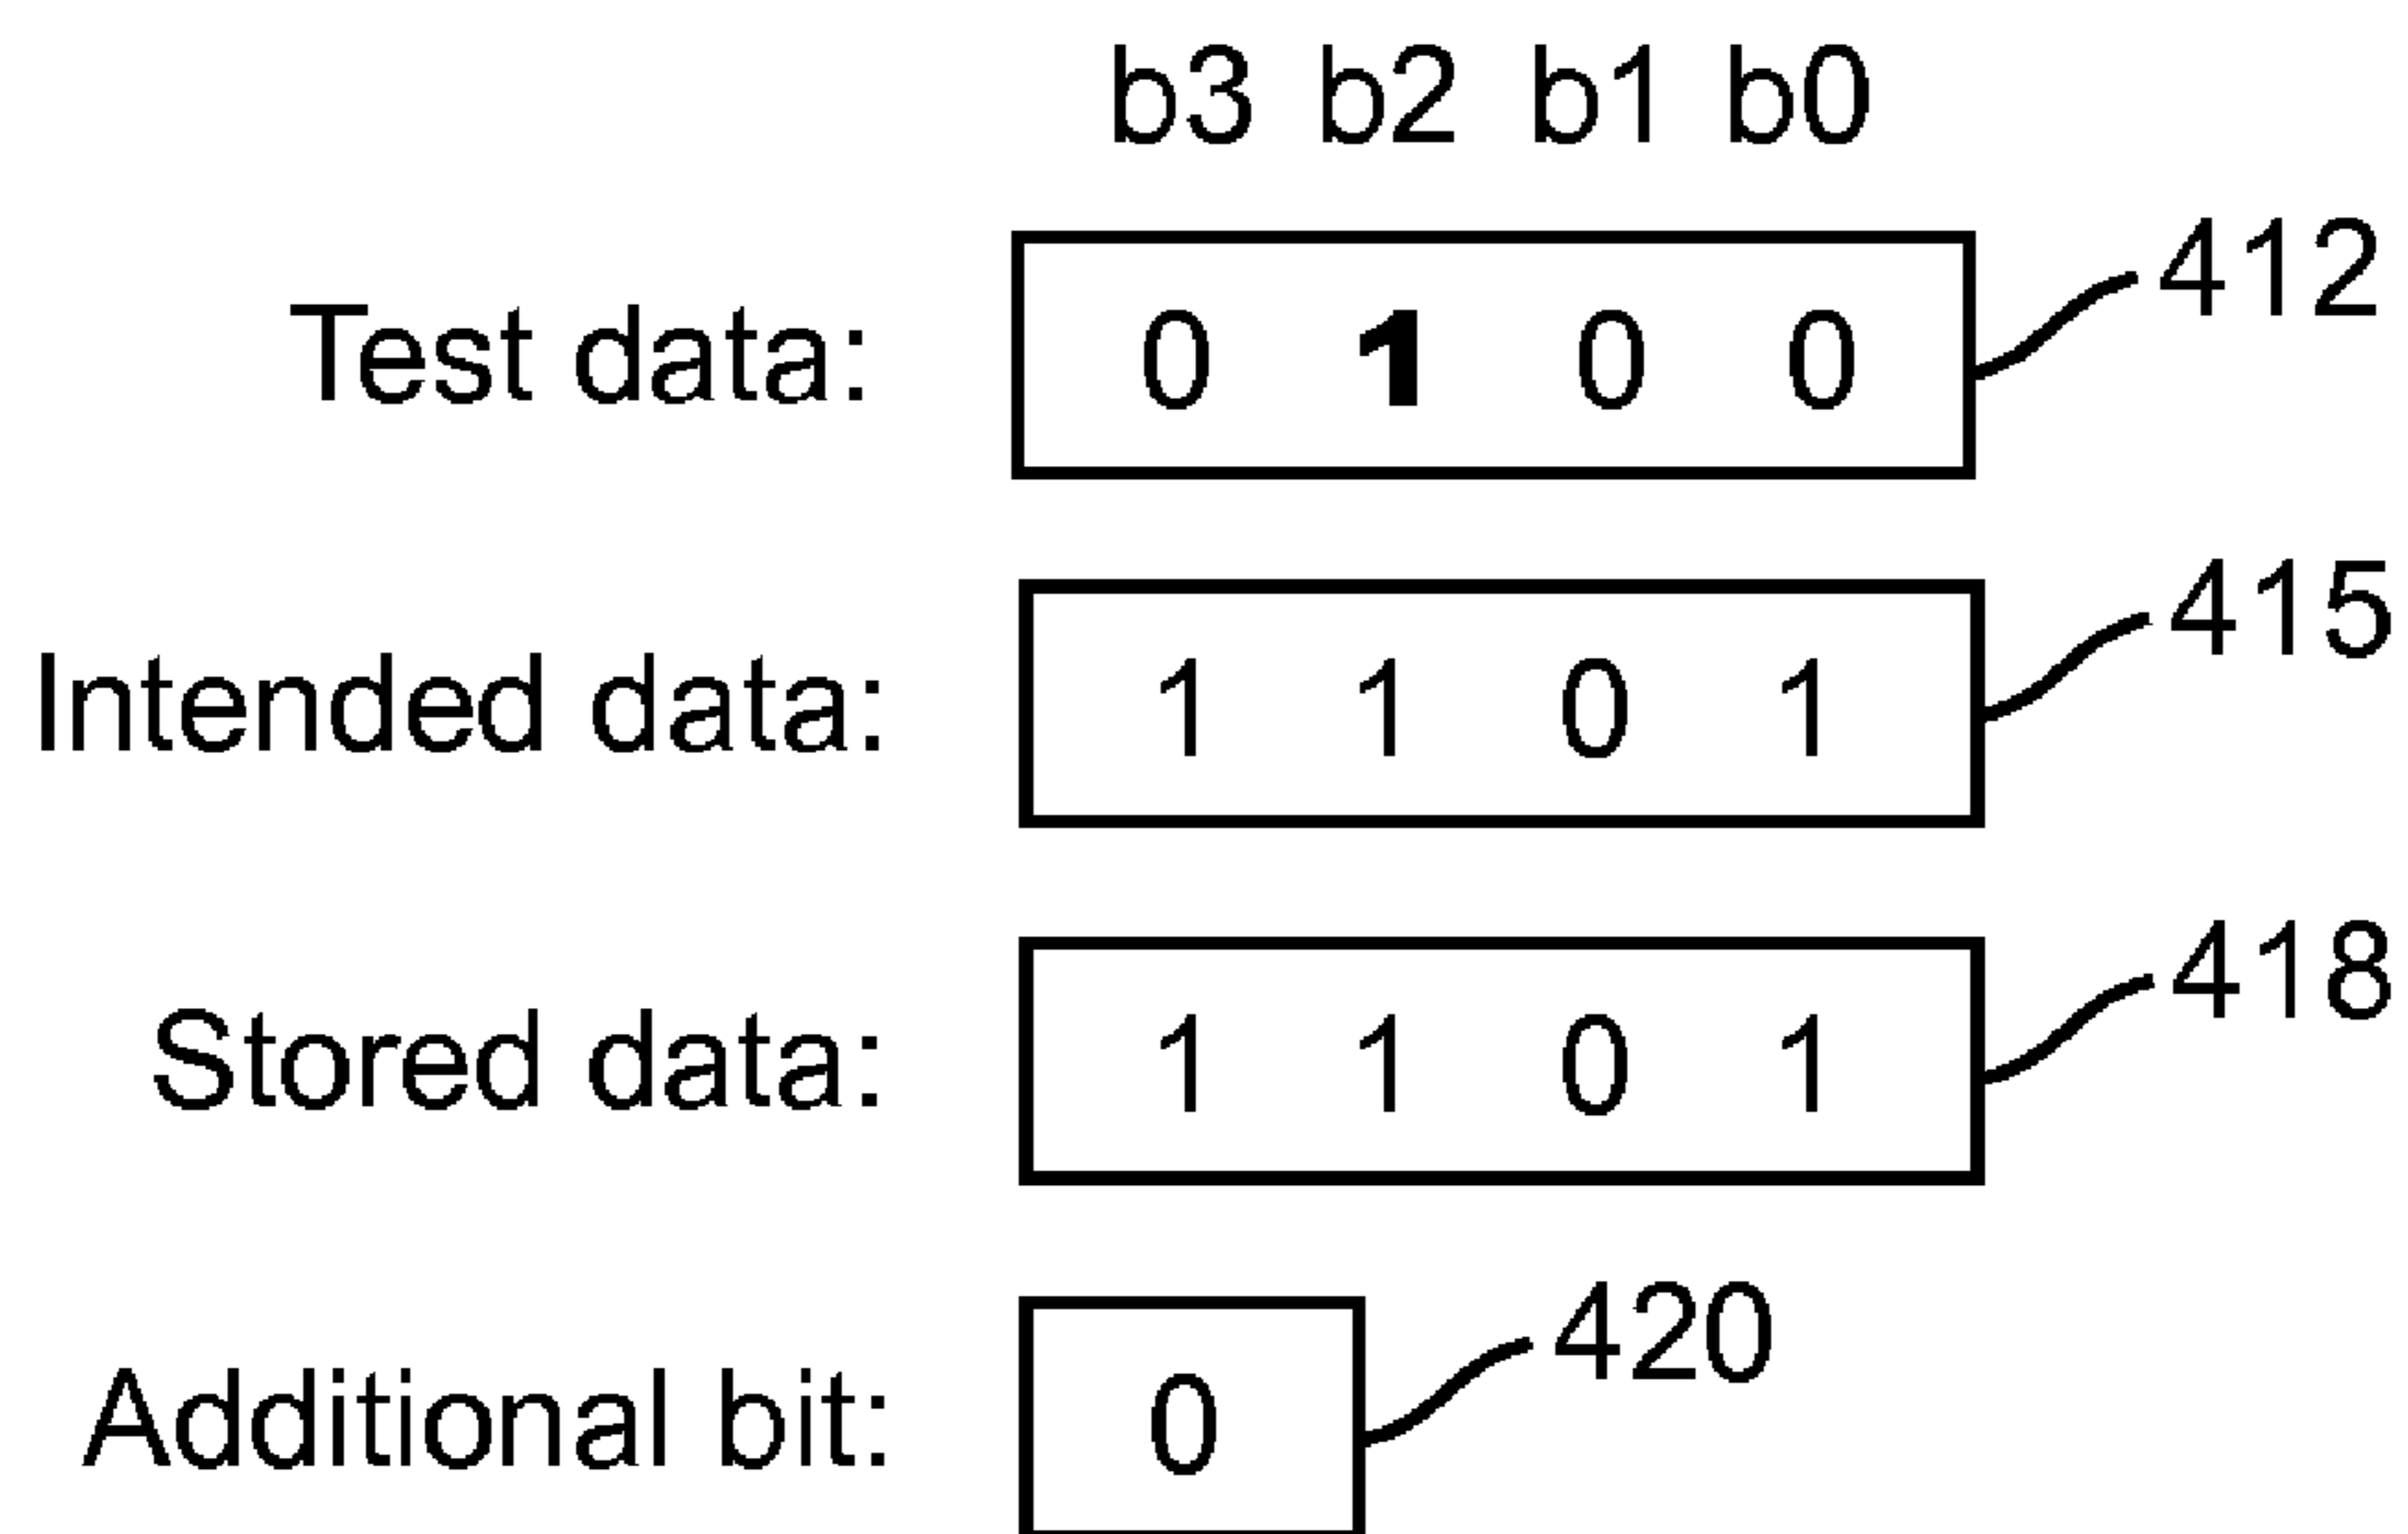 b3 b2 b1 b0
412
Test data: 0 1 0 0
415
Intended data: 1 1 0 1
418
Stored data: 1 1 0 1
420
Additional bit: 0